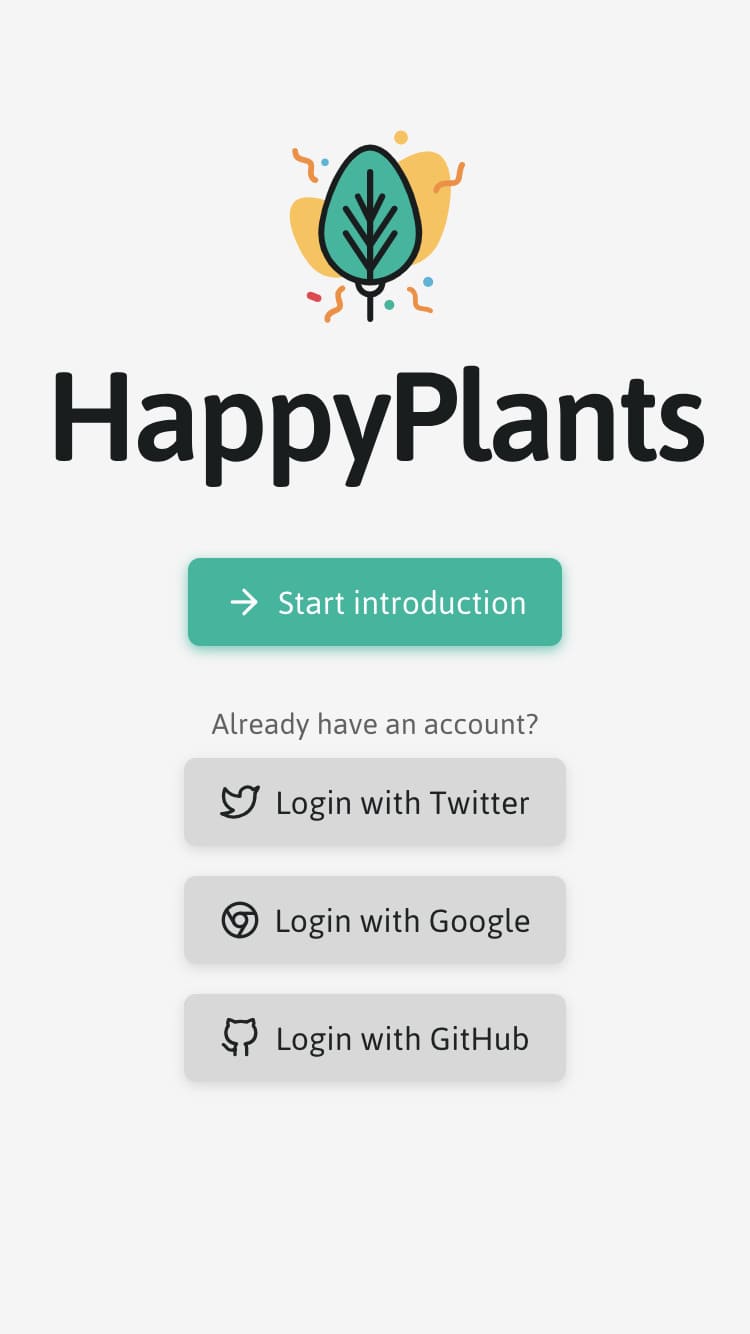 HappyPlants
Start introduction
Already have an account?
Login with Twitter
Login with Google
Login with GitHub